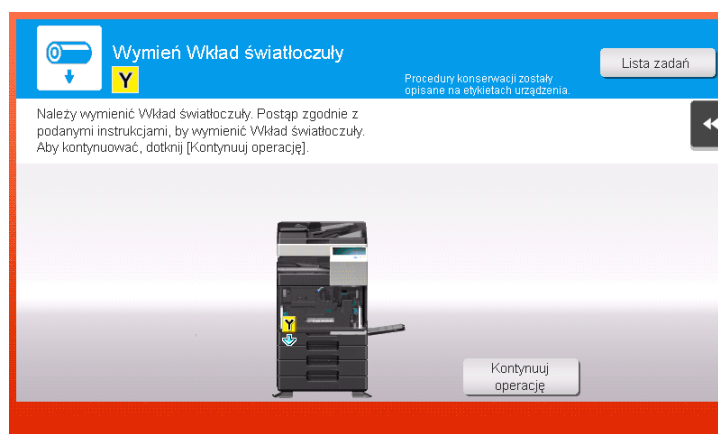 Wymień Wkład światłoczuły
Y
Procedury konserwacji zostały
opisane na etykietach urządzenia.
Lista zadań
Należy wymienić Wkład światłoczuły. Postąp zgodnie z
podanymi instrukcjami, by wymienić Wkład światłoczuły.
Aby kontynuować, dotknij [Kontynuuj operację].
Y
Kontynuuj
operację